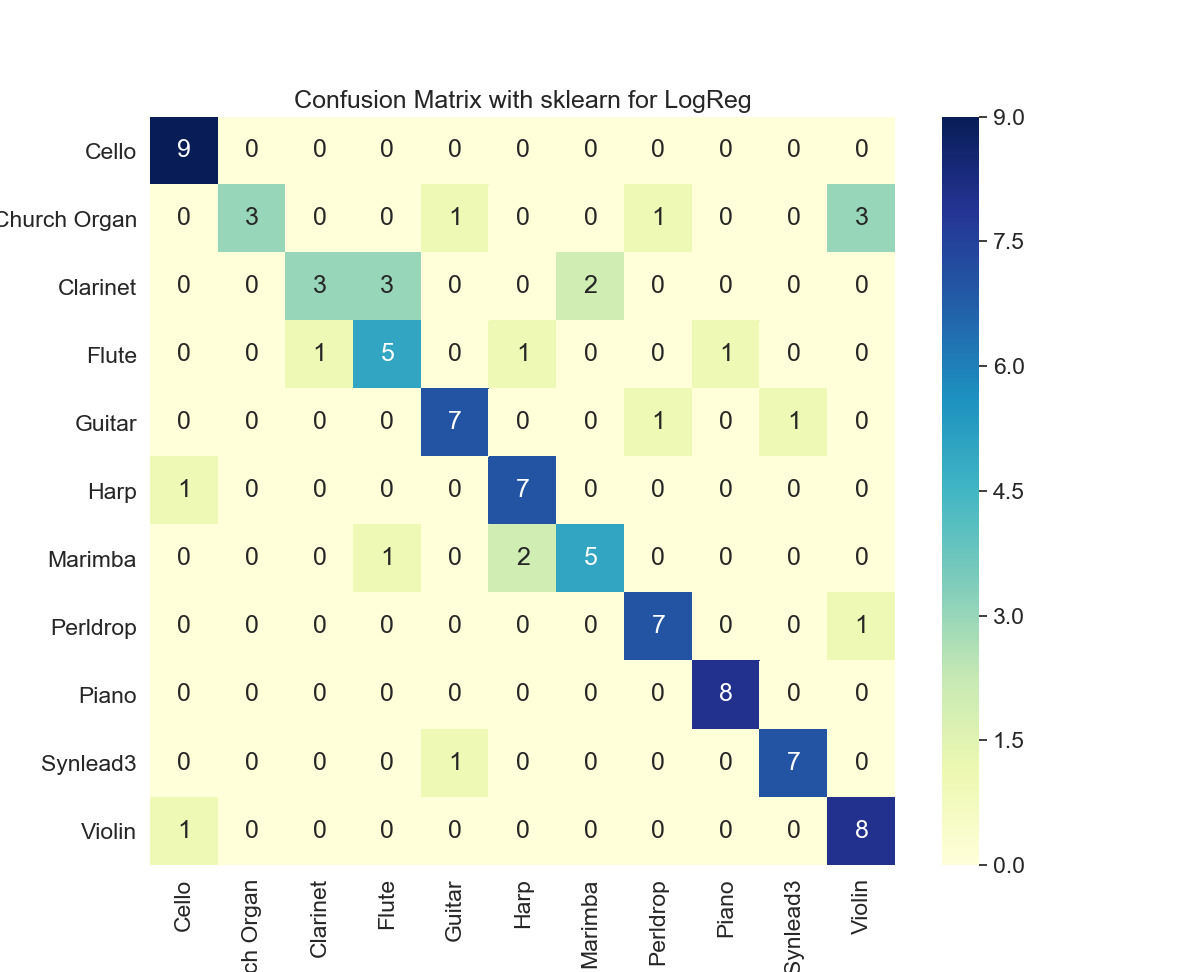 Confusion Matrix with sklearn for LogReg
Cello 9 0 0 0 0 0 0 0 0 0 0
Church Organ 0 3 0 0 1 0 0 1 0 0 3
Clarinet 0 0 3 3 0 0 2 0 0 0 0
Flute 0 0 1 5 0 1 0 0 1 0 0
Guitar 0 0 0 0 7 0 0 1 0 1 0
Harp 1 0 0 0 0 7 0 0 0 0 0
Marimba 0 0 0 1 0 2 5 0 0 0 0
Perldrop 0 0 0 0 0 0 0 7 0 0 1
Piano 0 0 0 0 0 0 0 0 8 0 0
Synlead3 0 0 0 0 1 0 0 0 0 7 0
Violin 1 0 0 0 0 0 0 0 0 0 8
Cello
ch Organ
Clarinet
Flute
Guitar
Harp
Marimba
Perldrop
Piano
Synlead3
Violin
9.0
7.5
6.0
4.5
3.0
1.5
0.0